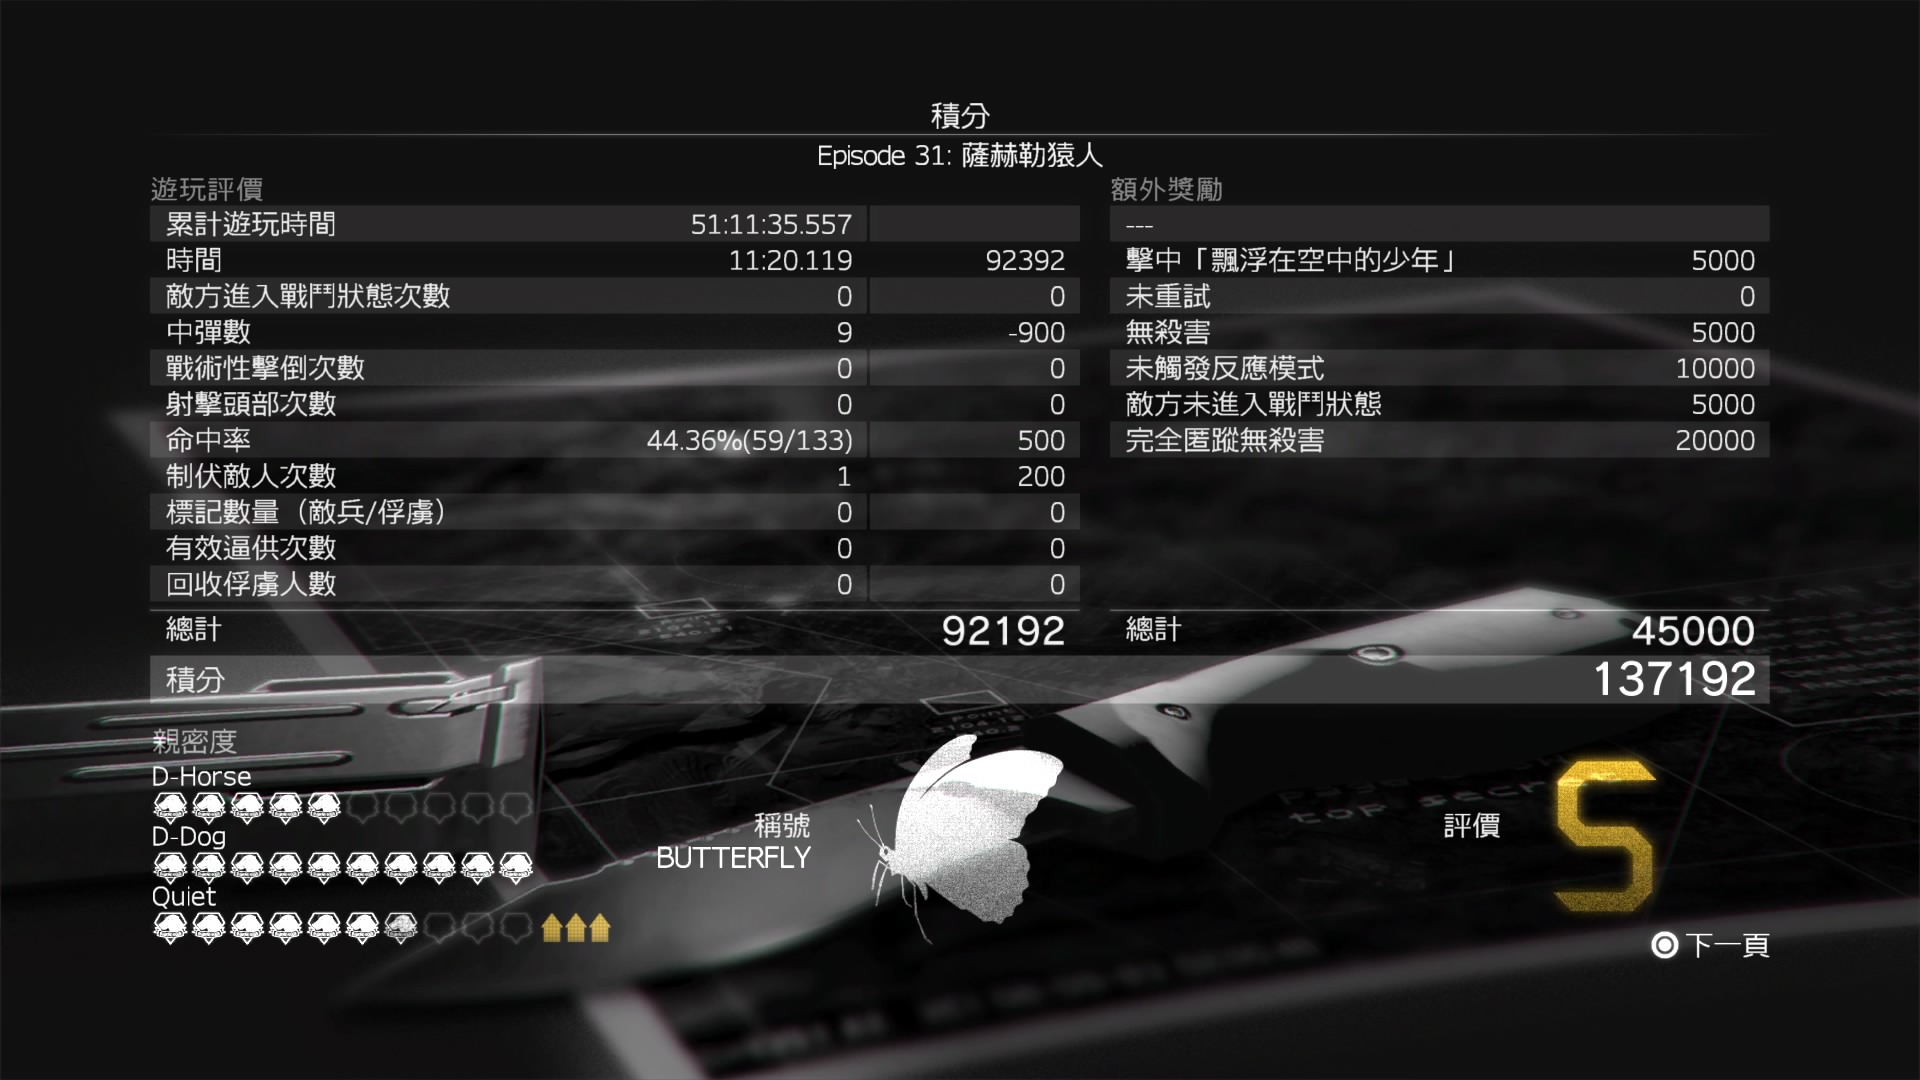 積分
Episode 31: 薩赫勒猿人
遊玩評價
累計遊玩時間 51:11:35.557
時間 11:20.119 92392
敵方進入戰鬥狀態次數 0 0
中彈數 9 -900
戰術性擊倒次數 0 0
射擊頭部次數 0 0
命中率 44.36%(59/133) 500
制伏敵人次數 1 200
標記數量（敵兵/俘虜） 0 0
有效逼供次數 0 0
回收俘虜人數 0 0
總計 92192
額外獎勵
---
擊中「飄浮在空中的少年」 5000
未重試 0
無殺害 5000
未觸發反應模式 10000
敵方未進入戰鬥狀態 5000
完全匿蹤無殺害 20000
總計 45000
積分 137192
親密度
D-Horse
D-Dog
Quiet
稱號
BUTTERFLY
評價 S
下一頁